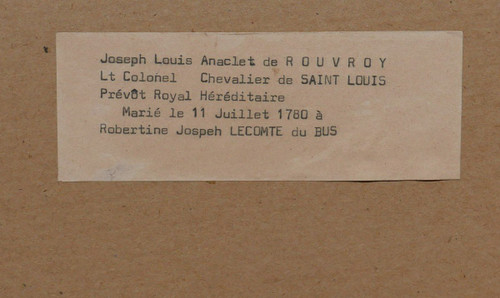 Joseph Louis Anaclet de R O U V R O Y
Lt Colonel Chevalier de SAINT LOUIS
Prévôt Royal Héréditaire
Marié le 11 Juillet 1780 à
Robertine Jospeh LECOMTE du BUS